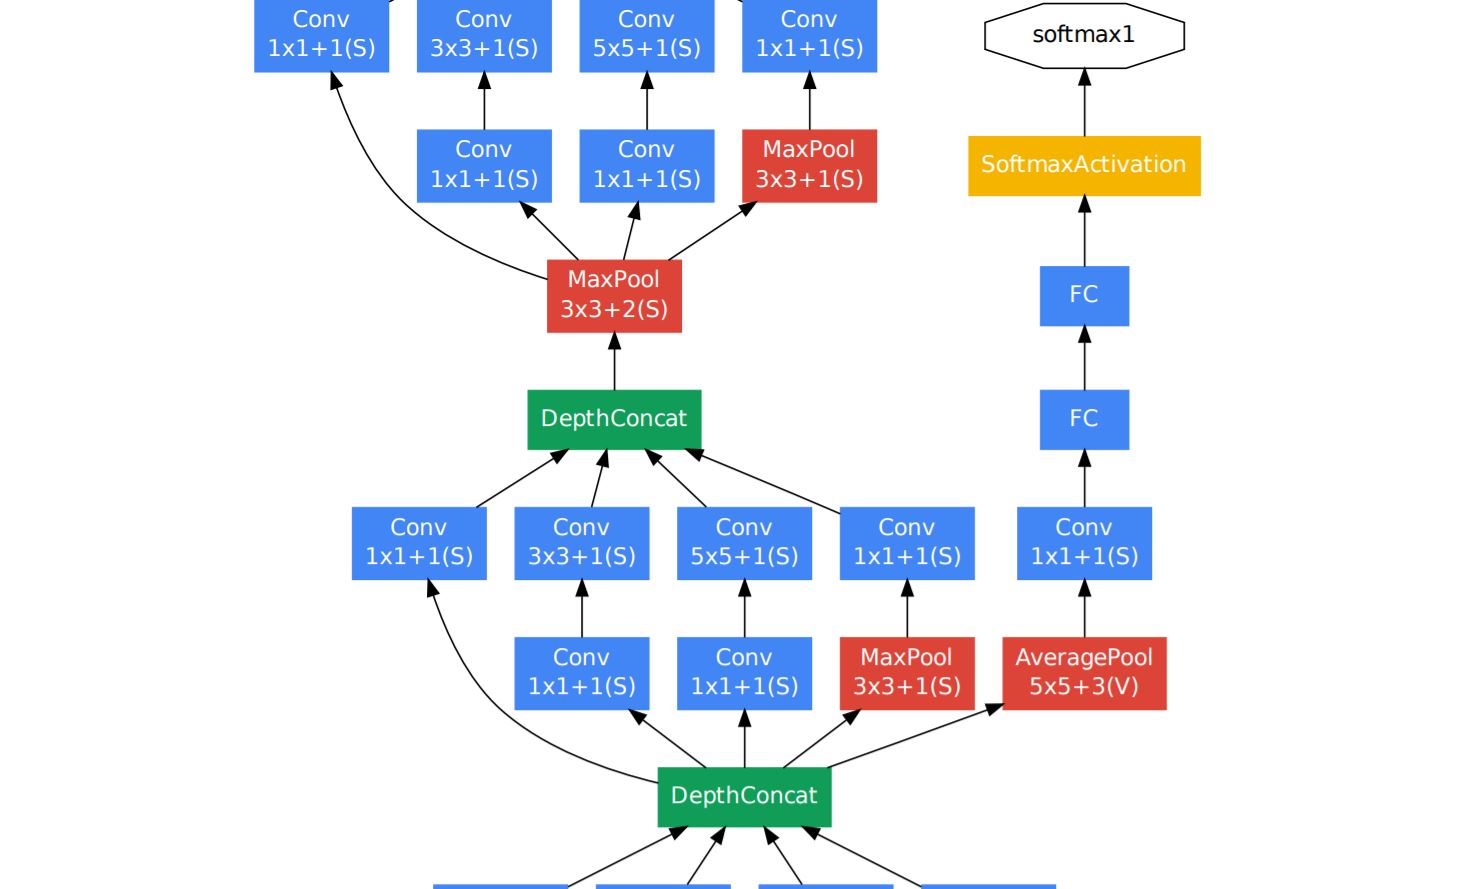 Conv
1x1+1(S)
Conv
3x3+1(S)
Conv
5x5+1(S)
Conv
1x1+1(S)
softmax1
Conv
1x1+1(S)
Conv
1x1+1(S)
MaxPool
3x3+1(S)
SoftmaxActivation
MaxPool
3x3+2(S)
FC
DepthConcat
FC
Conv
1x1+1(S)
Conv
3x3+1(S)
Conv
5x5+1(S)
Conv
1x1+1(S)
Conv
1x1+1(S)
Conv
1x1+1(S)
Conv
1x1+1(S)
MaxPool
3x3+1(S)
AveragePool
5x5+3(V)
DepthConcat